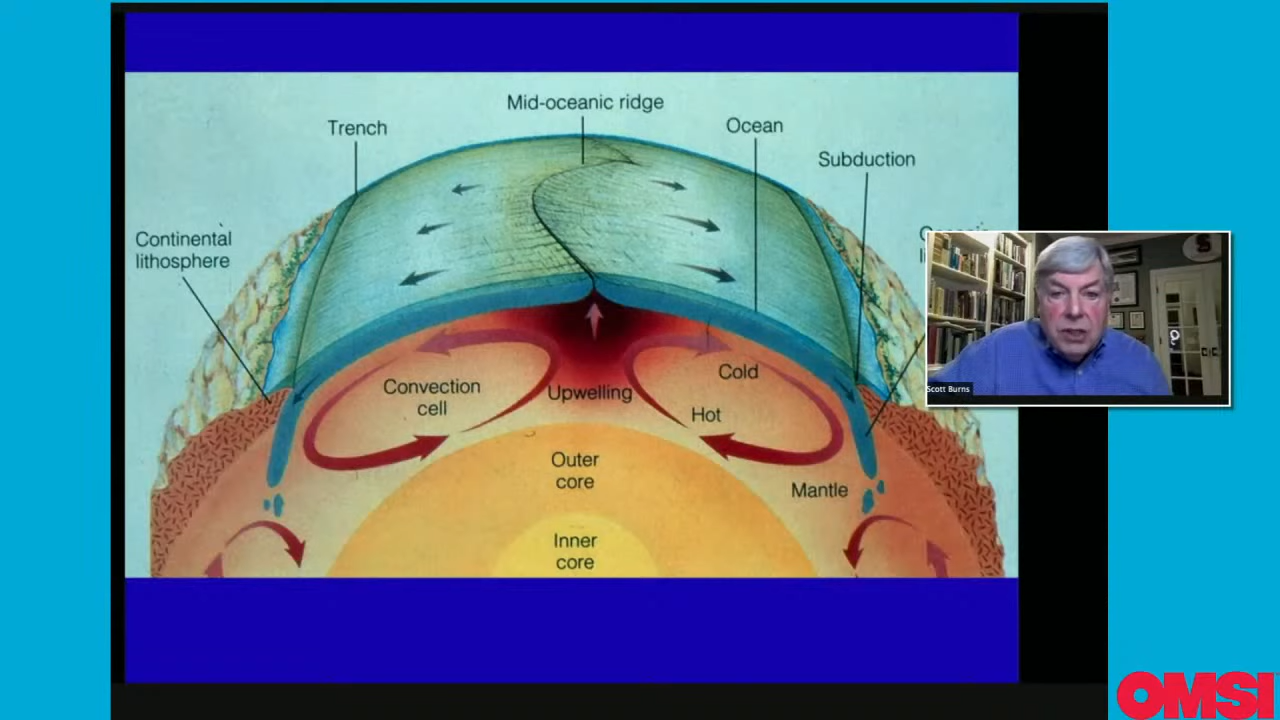 Mid-oceanic ridge
Trench
Ocean
Subduction
Continental
lithosphere
Convection
cell
Upwelling
Cold
Hot
Outer
core
Mantle
Inner
core
Scott Burns
OMSI